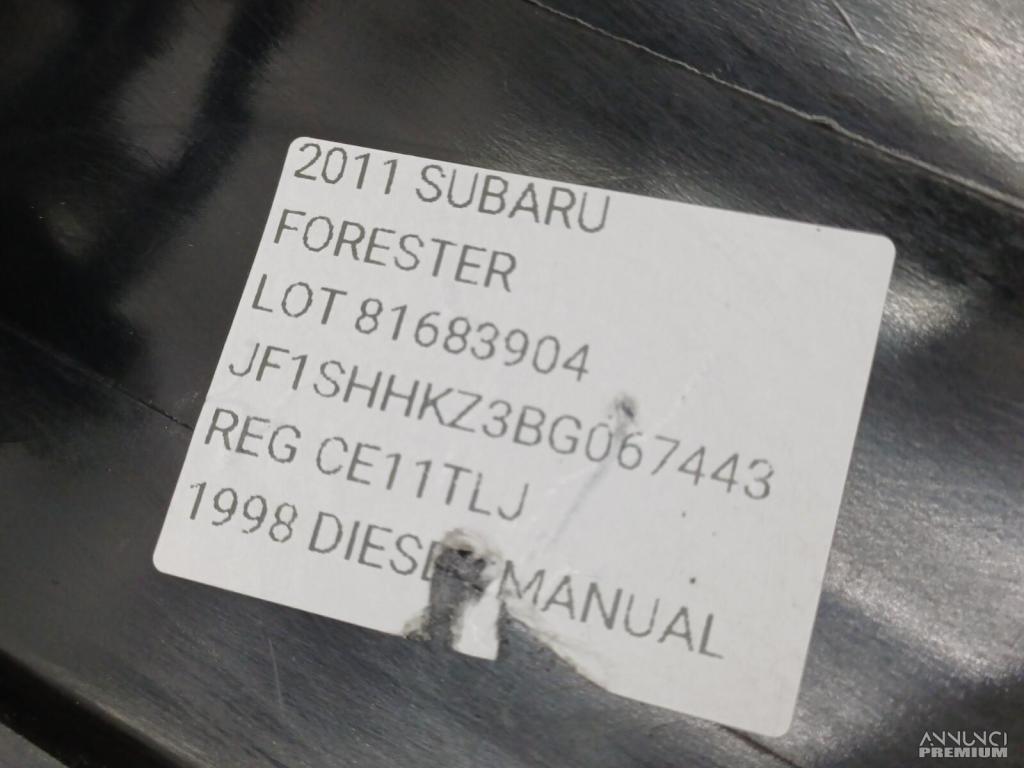 2011 SUBARU
FORESTER
LOT 81683904
JF1SHHKZ3BG067443
REG CE11TLJ
1998 MANUAL
ANNUNCI
PREMIUM